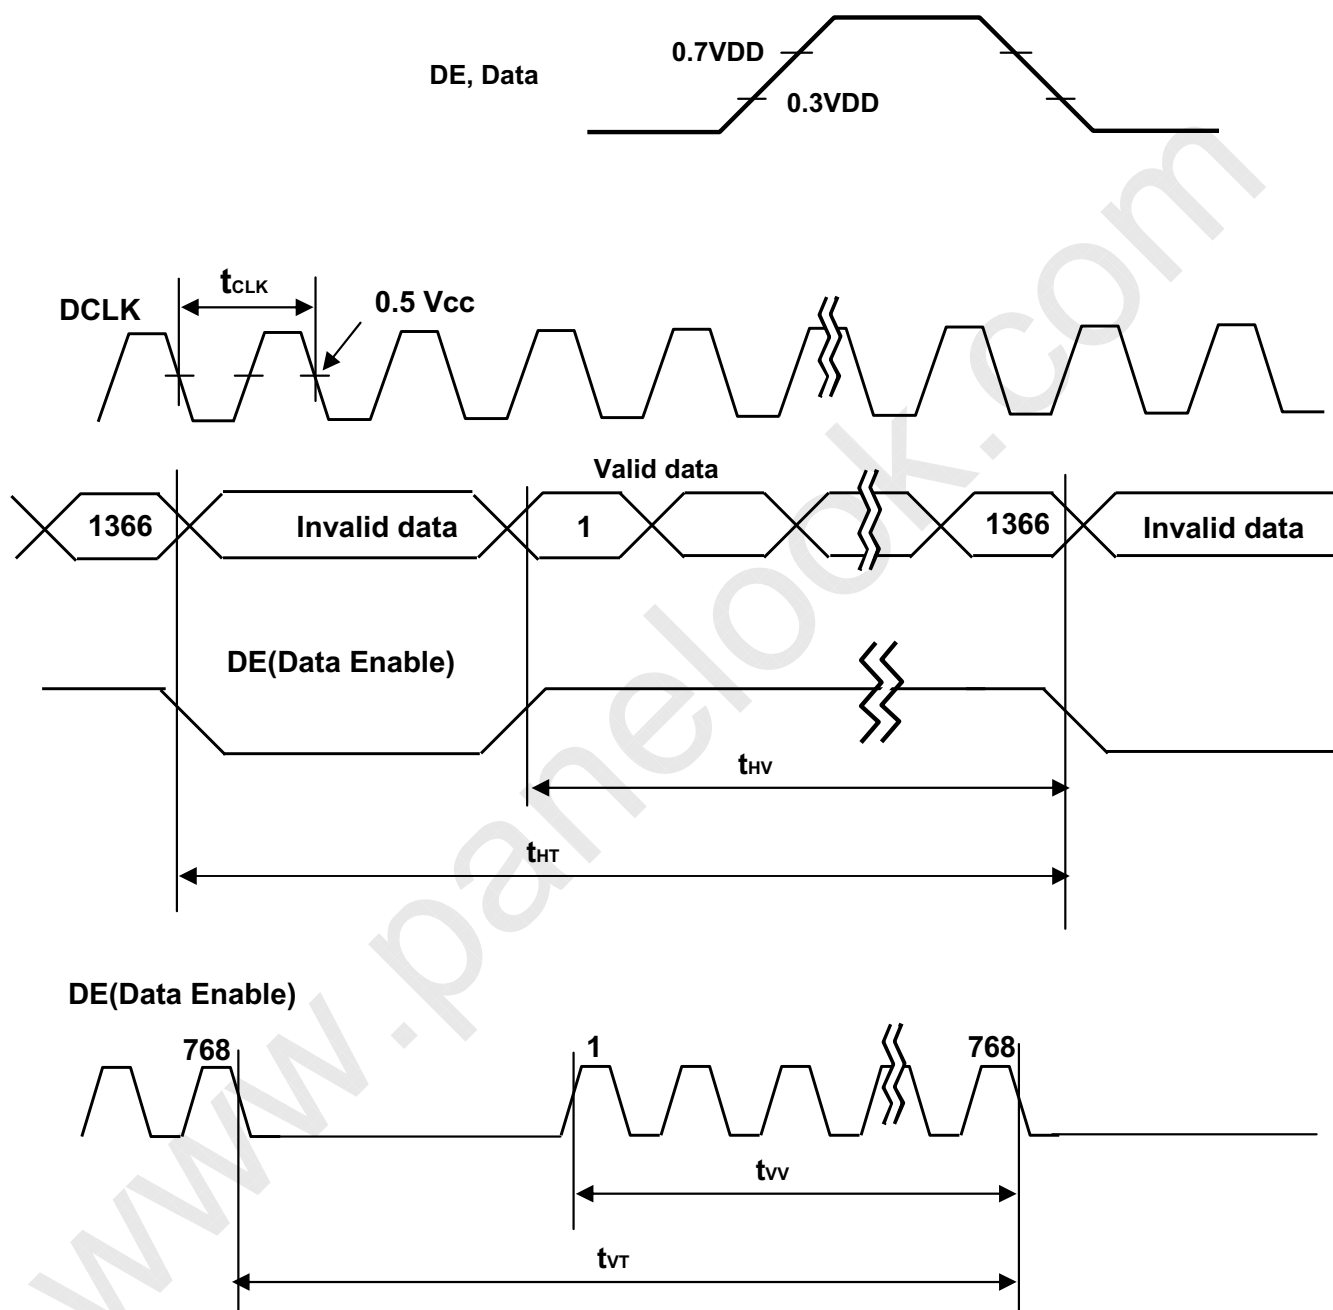 0.7VDD
DE, Data
0.3VDD
tCLK
DCLK
0.5 Vcc
Valid data
1366
Invalid data
1
1366
Invalid data
DE(Data Enable)
tHV
tHT
DE(Data Enable)
768
1
768
tVV
tVT
www.panelook.com